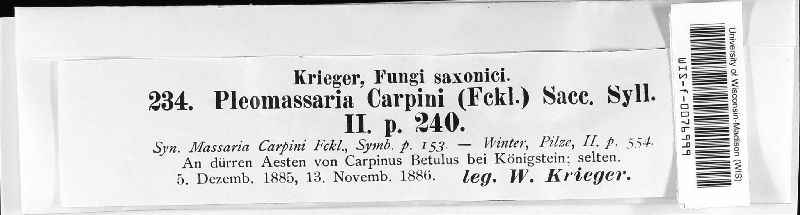 Krieger, Fungi saxonici.
234. Pleomassaria Carpini (Fckl.) Sacc. Syll.
II. p. 240.
Syn. Massaria Carpini Fckl., Symb. p. 153. — Winter, Pilze, II. p. 554.
An dürren Aesten von Carpinus Betulus bei Königstein; selten.
5. Dezemb. 1885, 13. Novemb. 1886. leg. W. Krieger.
University of Wisconsin-Madison (WIS)
WIS-f-0076999